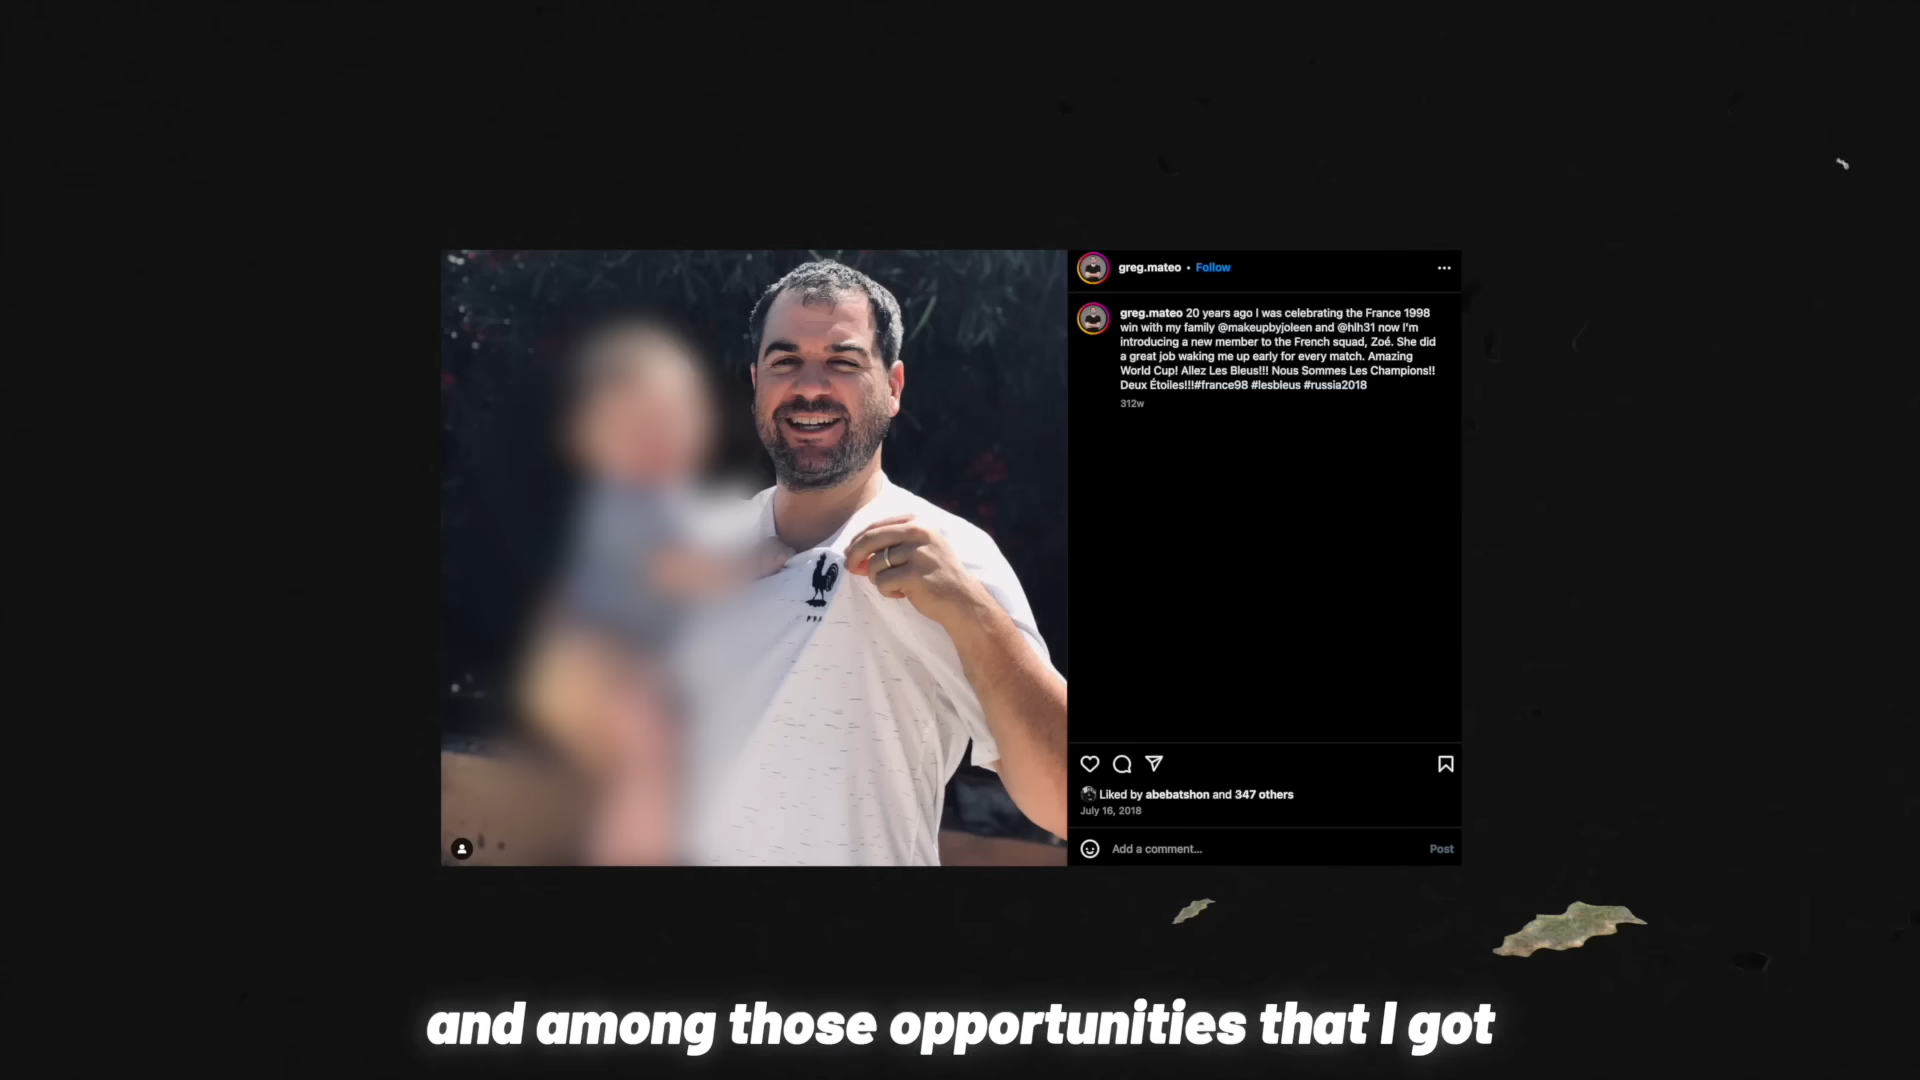 greg.mateo • Follow
greg.mateo 20 years ago I was celebrating the France 1998
win with my family @makeupbyjoleen and @hlh31 now I'm
introducing a new member to the French squad, Zoé. She did
a great job waking me up early for every match. Amazing
World Cup! Allez Les Bleus!!! Nous Sommes Les Champions!!
Deux Étoiles!!!#france98 #lesbleus #russia2018
312w
Liked by abebatshon and 347 others
July 16, 2018
Add a comment...
Post
and among those opportunities that I got